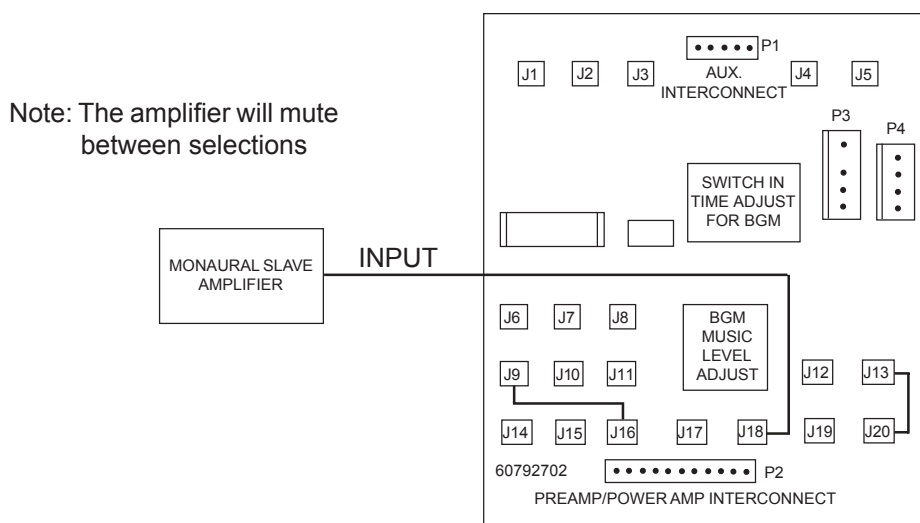 Note: The amplifier will mute
between selections
P1
J1
J2
J3
AUX.
INTERCONNECT
J4
J5
P3
P4
SWITCH IN
TIME ADJUST
FOR BGM
MONAURAL SLAVE
AMPLIFIER
INPUT
J6
J7
J8
BGM
MUSIC
LEVEL
ADJUST
J9
J10
J11
J12
J13
J14
J15
J16
J17
J18
J19
J20
60792702
P2
PREAMP/POWER AMP INTERCONNECT